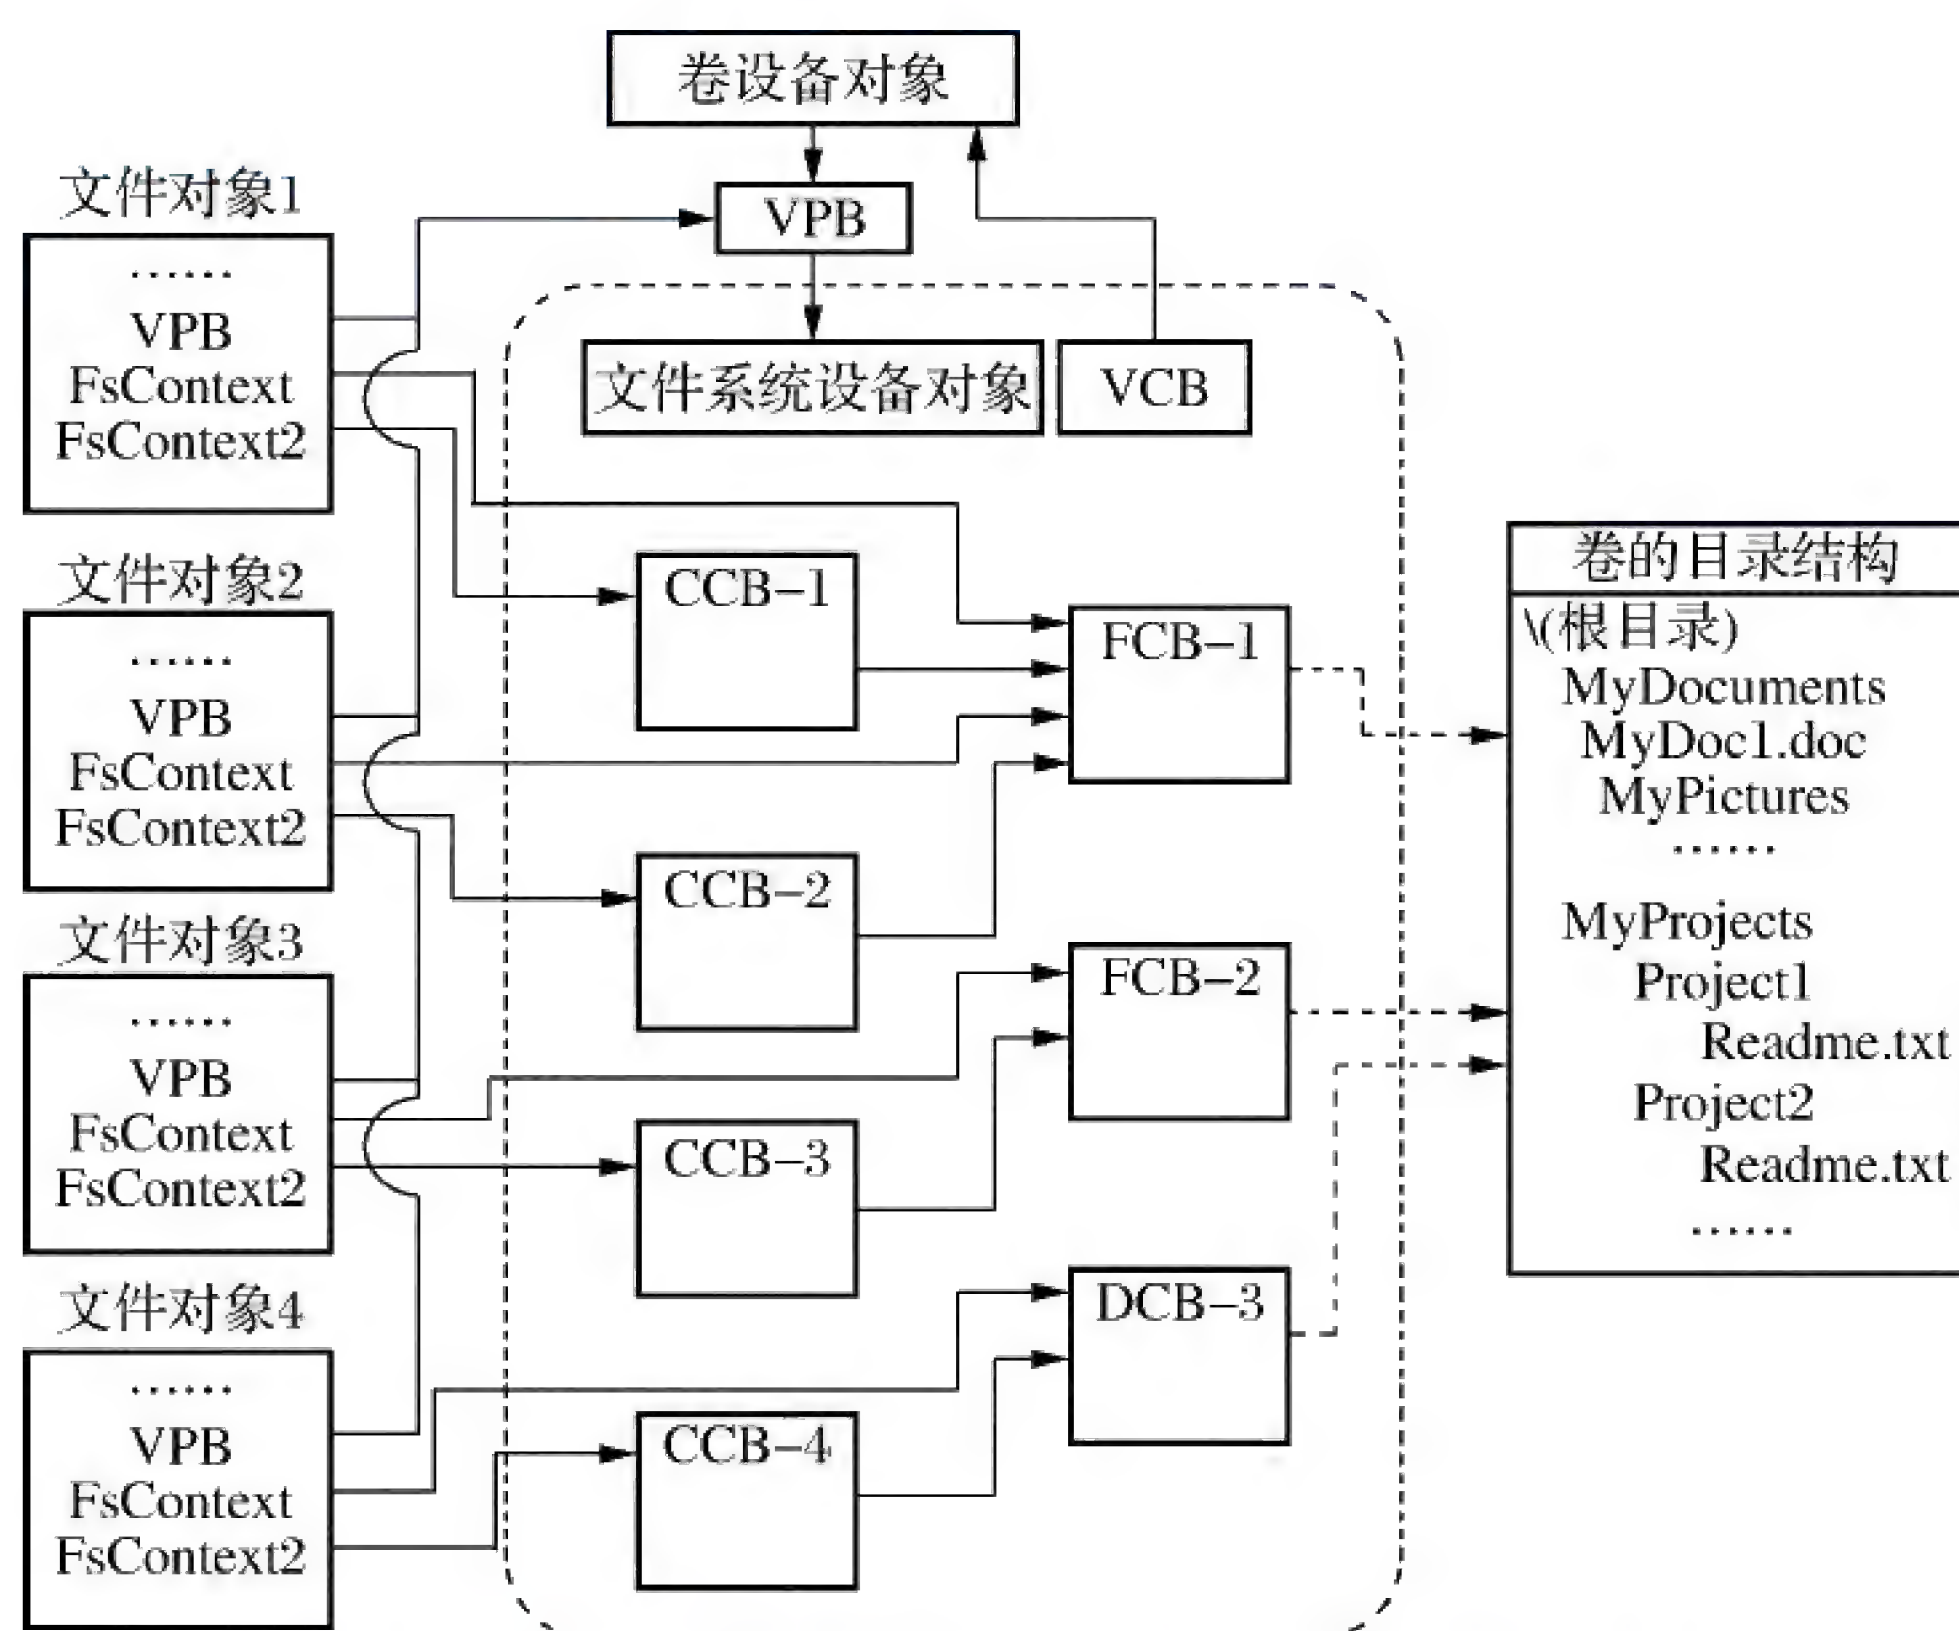 卷设备对象
VPB
文件系统设备对象
VCB
文件对象1
……
VPB
FsContext
FsContext2
文件对象2
……
VPB
FsContext
FsContext2
文件对象3
……
VPB
FsContext
FsContext2
文件对象4
……
VPB
FsContext
FsContext2
CCB-1
CCB-2
CCB-3
CCB-4
FCB-1
FCB-2
DCB-3
卷的目录结构
\(根目录)
MyDocuments
MyDoc1.doc
MyPictures
……
MyProjects
Project1
Readme.txt
Project2
Readme.txt
……